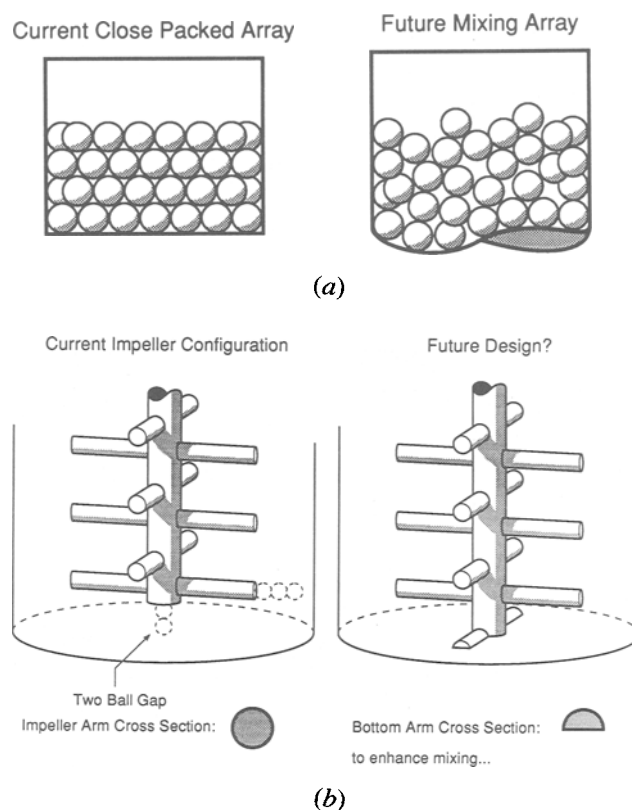 Current Close Packed Array
Future Mixing Array
(a)
Current Impeller Configuration
Future Design?
Two Ball Gap
Impeller Arm Cross Section:
Bottom Arm Cross Section:
to enhance mixing...
(b)